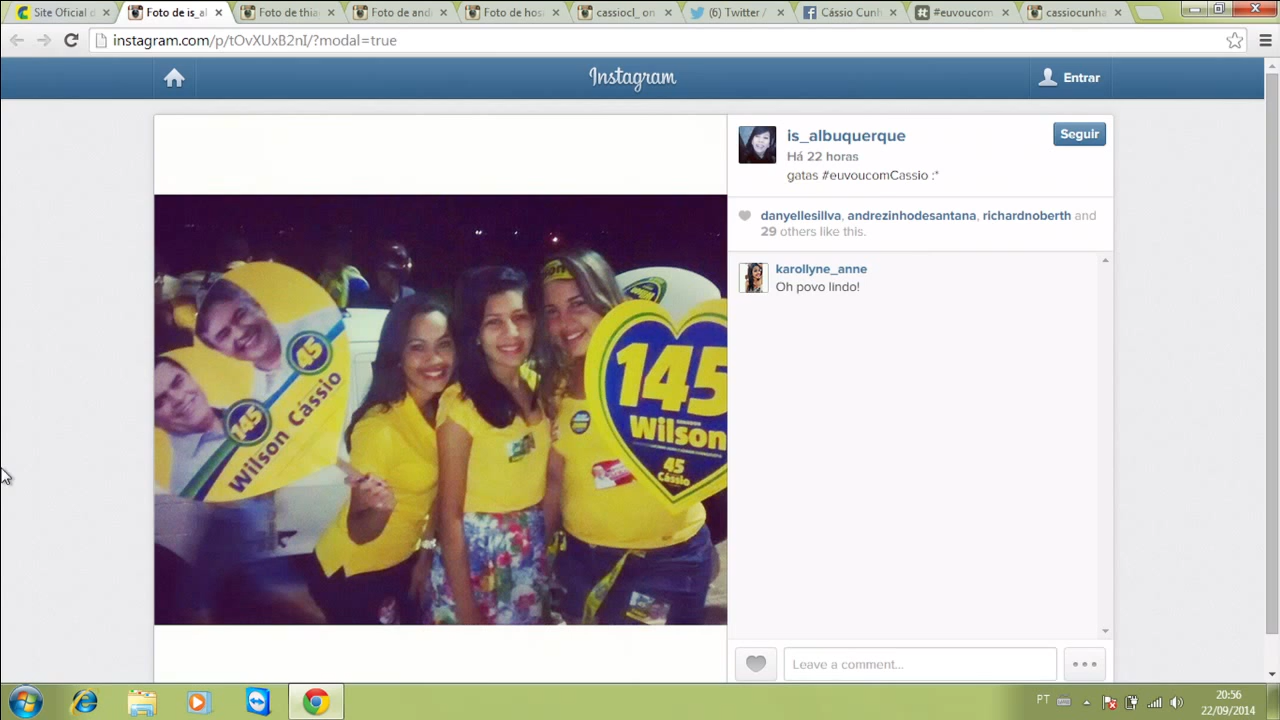 Site Oficial d
Foto de is_al
Foto de thia
Foto de and
Foto de hos
cassiocl_on
(6) Twitter /
Cássio Cunh
#euvoucom
cassiocunha
instagram.com/p/tOvXUxB2nI/?modal=true
Instagram
Entrar
is_albuquerque
Seguir
Há 22 horas
gatas #euvoucomCassio :*
danyellesillva, andrezinhodesantana, richardnoberth and
29 others like this.
karollyne_anne
Oh povo lindo!
45
145
Wilson Cássio
145
Wilson
45
Cássio
Leave a comment...
PT
20:56
22/09/2014